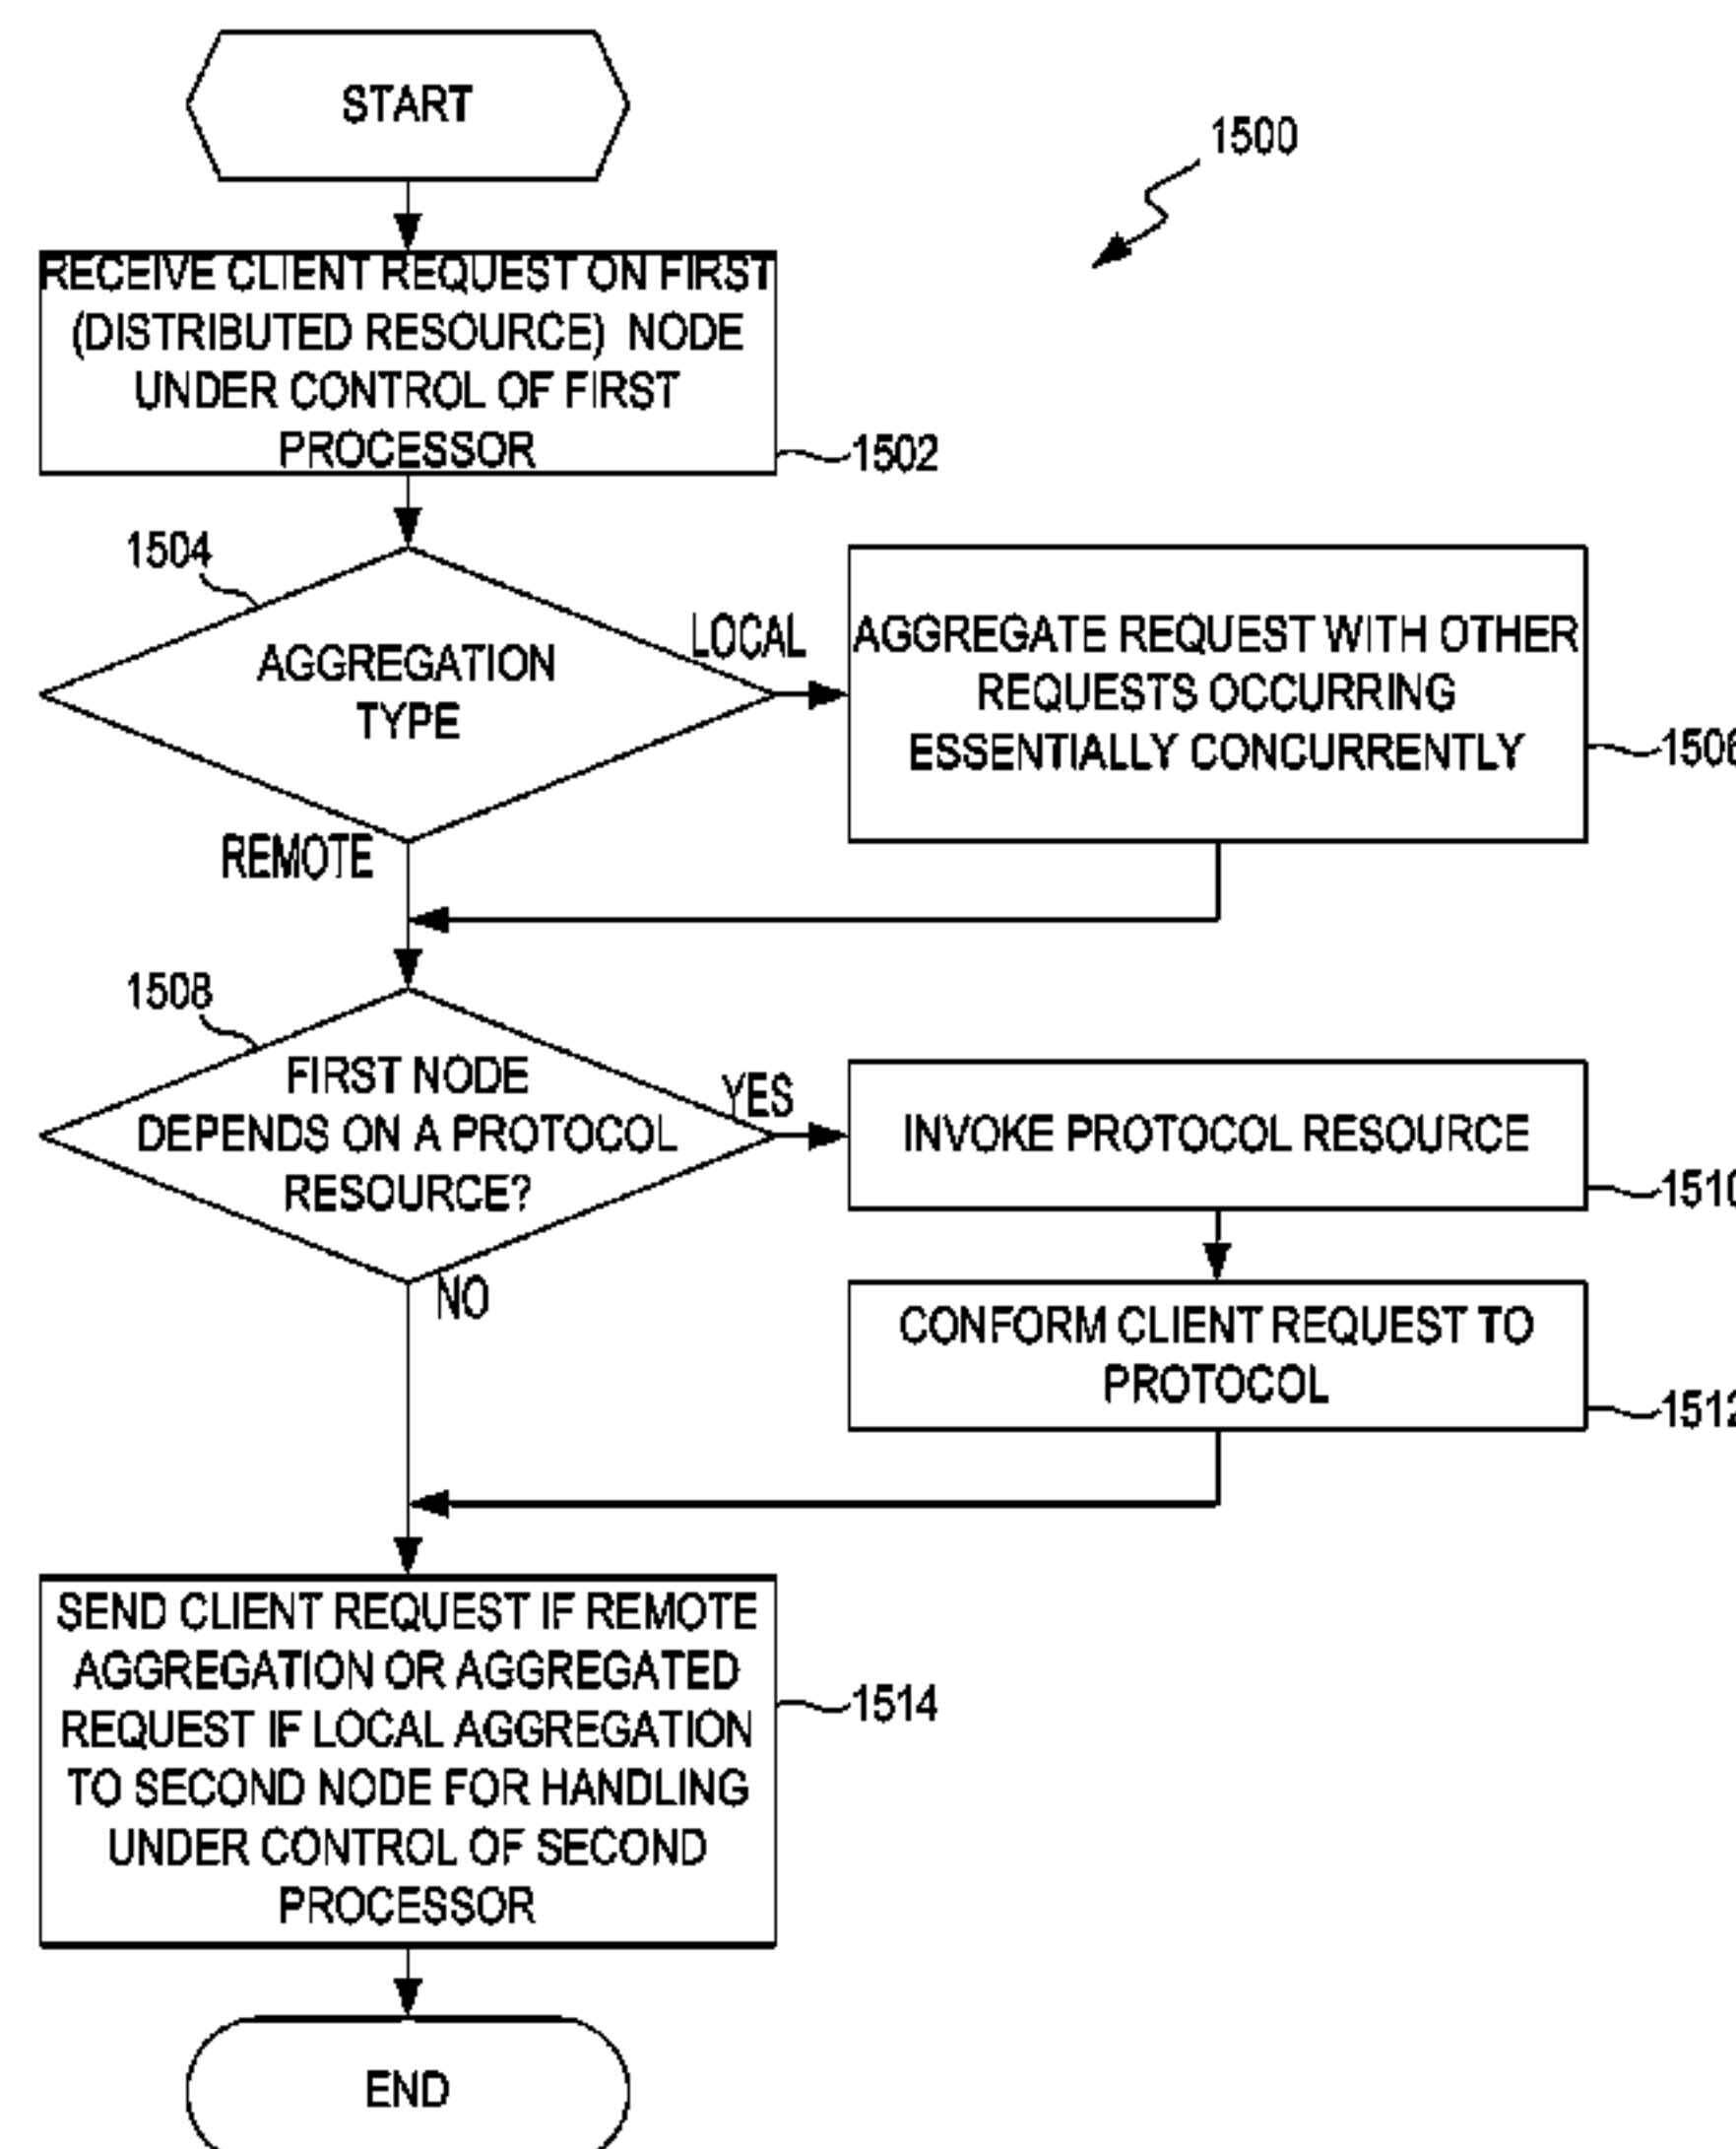 START
1500
RECEIVE CLIENT REQUEST ON FIRST
(DISTRIBUTED RESOURCE) NODE
UNDER CONTROL OF FIRST
PROCESSOR
1502
1504
AGGREGATION
TYPE
LOCAL
AGGREGATE REQUEST WITH OTHER
REQUESTS OCCURRING
ESSENTIALLY CONCURRENTLY
1506
REMOTE
1508
FIRST NODE
DEPENDS ON A PROTOCOL
RESOURCE?
YES
INVOKE PROTOCOL RESOURCE
1510
NO
CONFORM CLIENT REQUEST TO
PROTOCOL
1512
SEND CLIENT REQUEST IF REMOTE
AGGREGATION OR AGGREGATED
REQUEST IF LOCAL AGGREGATION
TO SECOND NODE FOR HANDLING
UNDER CONTROL OF SECOND
PROCESSOR
1514
END